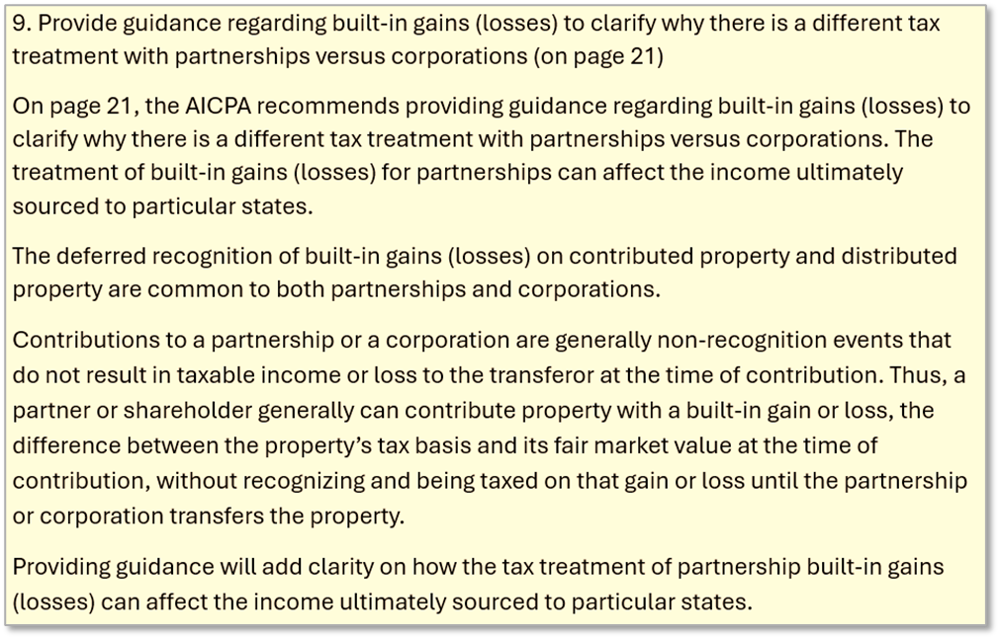 9. Provide guidance regarding built-in gains (losses) to clarify why there is a different tax
treatment with partnerships versus corporations (on page 21)
On page 21, the AICPA recommends providing guidance regarding built-in gains (losses) to
clarify why there is a different tax treatment with partnerships versus corporations. The
treatment of built-in gains (losses) for partnerships can affect the income ultimately
sourced to particular states.
The deferred recognition of built-in gains (losses) on contributed property and distributed
property are common to both partnerships and corporations.
Contributions to a partnership or a corporation are generally non-recognition events that
do not result in taxable income or loss to the transferor at the time of contribution. Thus, a
partner or shareholder generally can contribute property with a built-in gain or loss, the
difference between the property’s tax basis and its fair market value at the time of
contribution, without recognizing and being taxed on that gain or loss until the partnership
or corporation transfers the property.
Providing guidance will add clarity on how the tax treatment of partnership built-in gains
(losses) can affect the income ultimately sourced to particular states.